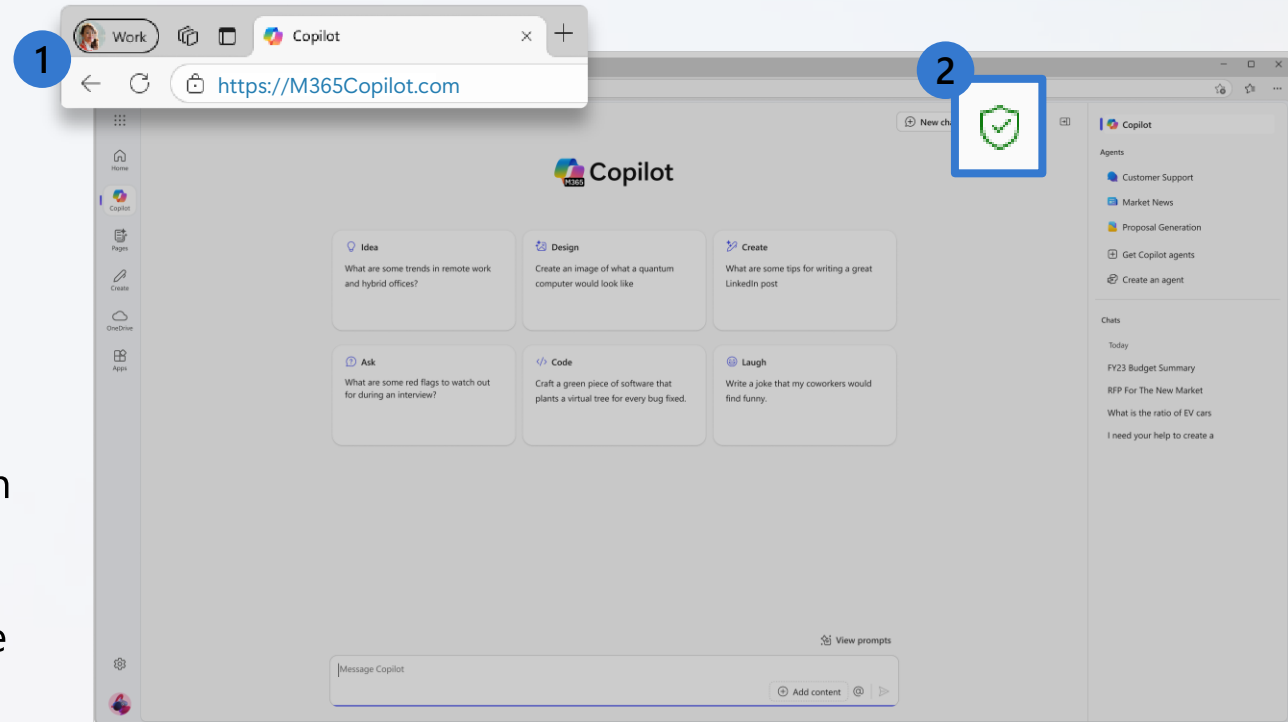 1
Work
Copilot
https://M365Copilot.com
2
New ch
Home
Copilot
Pages
Create
OneDrive
Apps
M365 Copilot
Idea
What are some trends in remote work
and hybrid offices?
Design
Create an image of what a quantum
computer would look like
Create
What are some tips for writing a great
LinkedIn post
Ask
What are some red flags to watch out
for during an interview?
Code
Craft a green piece of software that
plants a virtual tree for every bug fixed.
Laugh
Write a joke that my coworkers would
find funny.
View prompts
Message Copilot
Add content
Copilot
Agents
Customer Support
Market News
Proposal Generation
Get Copilot agents
Create an agent
Chats
Today
FY23 Budget Summary
RFP For The New Market
What is the ratio of EV cars
I need your help to create a
n
e